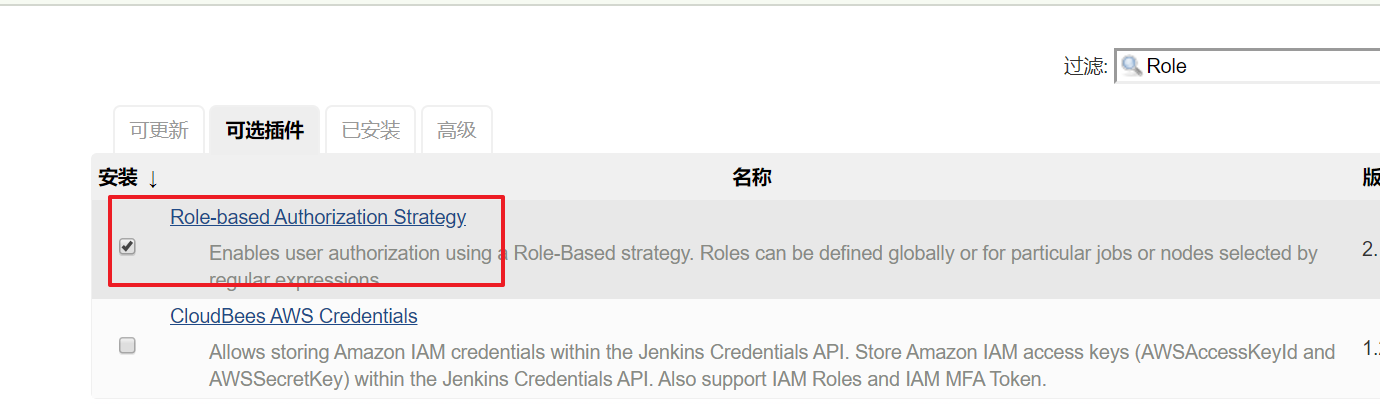 过滤: Role
可更新 可选插件 已安装 高级
安装 ↓ 名称 版
Role-based Authorization Strategy
Enables user authorization using a Role-Based strategy. Roles can be defined globally or for particular jobs or nodes selected by 2.
regular expressions.
CloudBees AWS Credentials
Allows storing Amazon IAM credentials within the Jenkins Credentials API. Store Amazon IAM access keys (AWSAccessKeyId and 1.
AWSSecretKey) within the Jenkins Credentials API. Also support IAM Roles and IAM MFA Token.